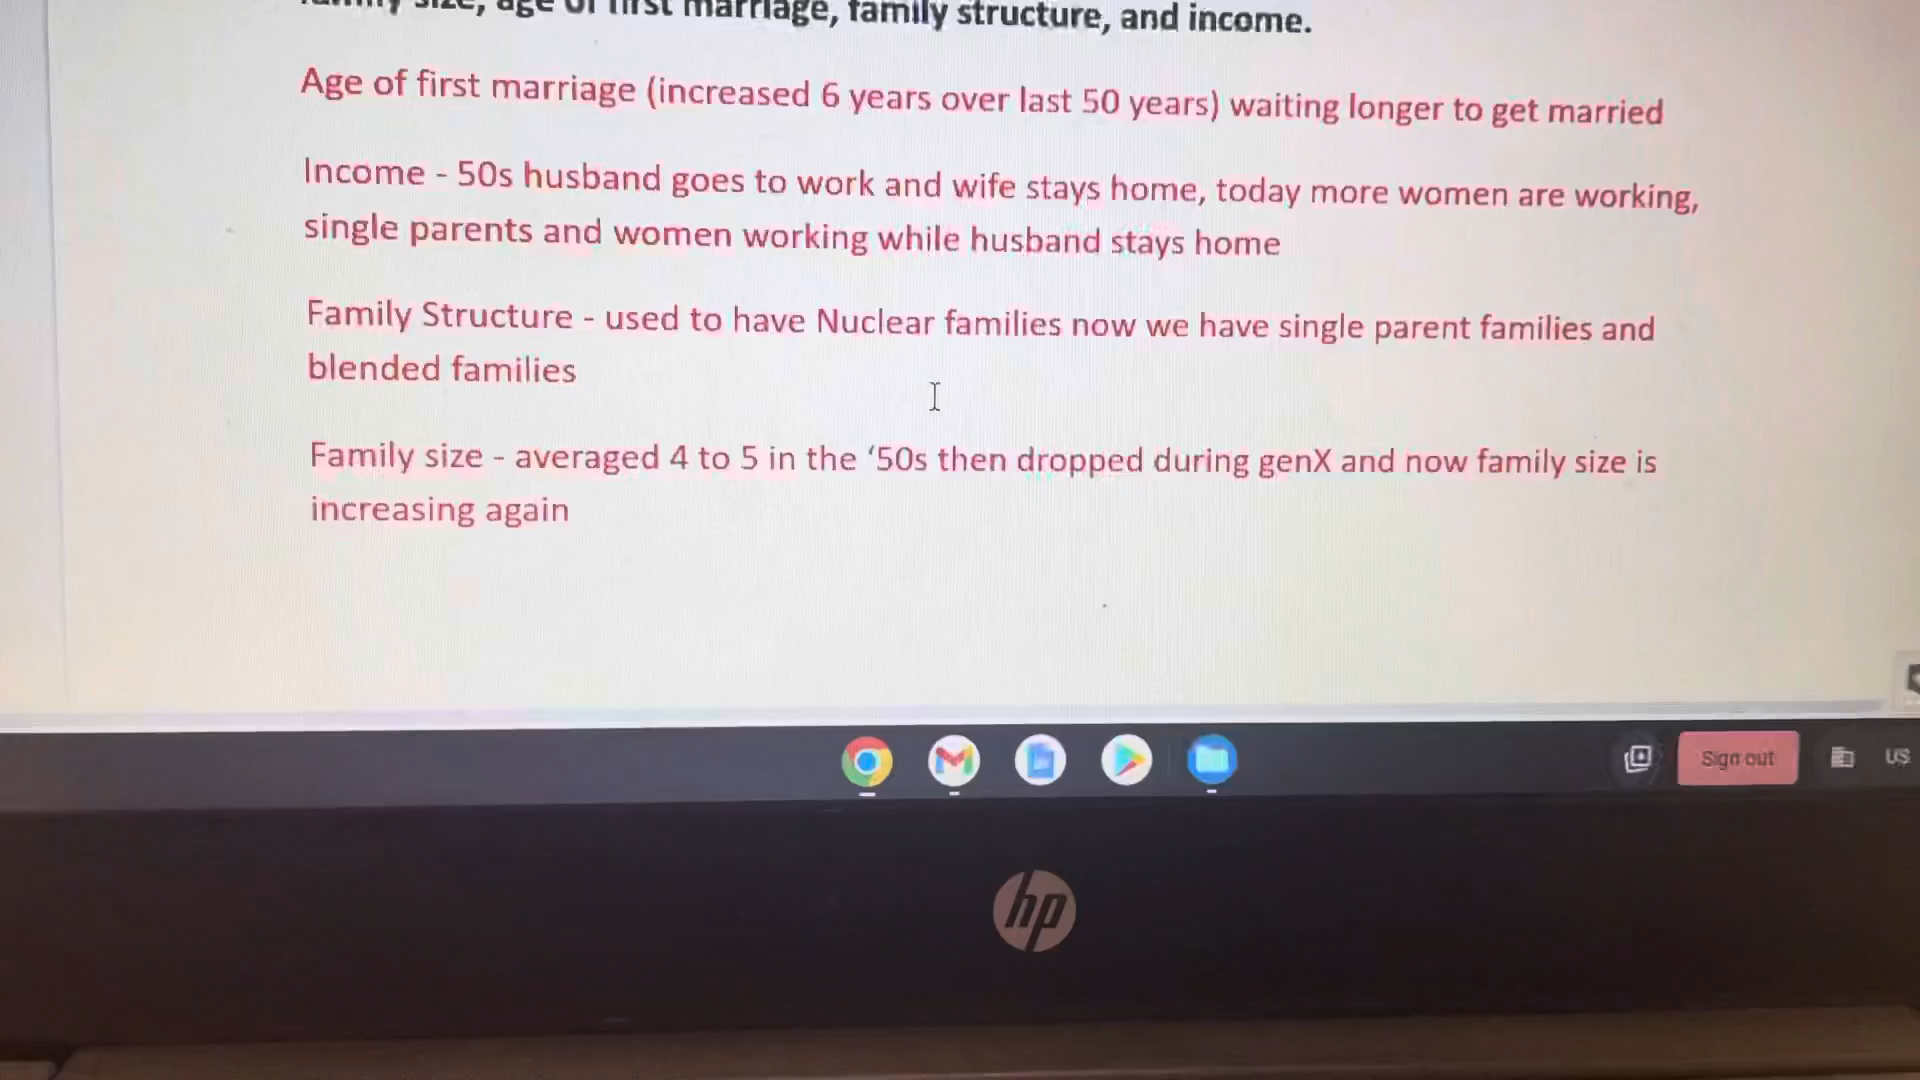 family size, age of first marriage, family structure, and income.
Age of first marriage (increased 6 years over last 50 years) waiting longer to get married
Income - 50s husband goes to work and wife stays home, today more women are working,
single parents and women working while husband stays home
Family Structure - used to have Nuclear families now we have single parent families and
blended families
Family size - averaged 4 to 5 in the ‘50s then dropped during genX and now family size is
increasing again
Sign out
US
hp